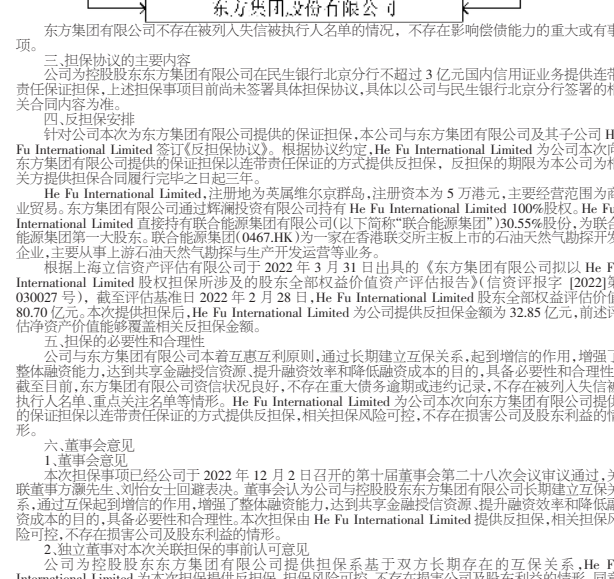 东方集团股份有限公司
东方集团有限公司不存在被列入失信被执行人名单的情况，不存在影响偿债能力的重大或有事
项。
三、担保协议的主要内容
公司为控股股东东方集团有限公司在民生银行北京分行不超过 3 亿元国内信用证业务提供连带
责任保证担保，上述担保事项目前尚未签署具体担保协议，具体以公司与民生银行北京分行签署的相
关合同内容为准。
四、反担保安排
针对公司本次为东方集团有限公司提供的保证担保，本公司与东方集团有限公司及其子公司 H
Fu International Limited 签订《反担保协议》。根据协议约定，He Fu International Limited 为公司本次向
东方集团有限公司提供的保证担保以连带责任保证的方式提供反担保，反担保的期限为本公司为相
关方提供担保合同履行完毕之日起三年。
He Fu International Limited，注册地为英属维尔京群岛，注册资本为 5 万港元，主要经营范围为商
业贸易。东方集团有限公司通过辉澜投资有限公司持有 He Fu International Limited 100%股权。He Fu
International Limited 直接持有联合能源集团有限公司（以下简称“联合能源集团”）30.55%股份，为联合
能源集团第一大股东。联合能源集团（0467.HK）为一家在香港联交所主板上市的石油天然气勘探开发
企业，主要从事上游石油天然气勘探与生产开发运营等业务。
根据上海立信资产评估有限公司于 2022 年 3 月 31 日出具的《东方集团有限公司拟以 He F
International Limited 股权担保所涉及的股东全部权益价值资产评估报告》（信资评报字 [2022]第
030027 号），截至评估基准日 2022 年 2 月 28 日，He Fu International Limited 股东全部权益评估价值
80.70 亿元。本次提供担保后，He Fu International Limited 为公司提供反担保金额为 32.85 亿元，前述评
估净资产价值能够覆盖相关反担保金额。
五、担保的必要性和合理性
公司与东方集团有限公司本着互惠互利原则，通过长期建立互保关系，起到增信的作用，增强了
整体融资能力，达到共享金融授信资源、提升融资效率和降低融资成本的目的，具备必要性和合理性。
截至目前，东方集团有限公司资信状况良好，不存在重大债务逾期或违约记录，不存在被列入失信被
执行人名单、重点关注名单等情形。He Fu International Limited 为公司本次向东方集团有限公司提供
的保证担保以连带责任保证的方式提供反担保，相关担保风险可控，不存在损害公司及股东利益的情
形。
六、董事会意见
1、董事会意见
本次担保事项已经公司于 2022 年 12 月 2 日召开的第十届董事会第二十八次会议审议通过，关
联董事方灏先生、刘怡女士回避表决。董事会认为公司与控股股东东方集团有限公司长期建立互保关
系，通过互保起到增信的作用，增强了整体融资能力，达到共享金融授信资源、提升融资效率和降低融
资成本的目的，具备必要性和合理性。本次担保由 He Fu International Limited 提供反担保，相关担保风
险可控，不存在损害公司及股东利益的情形。
2、独立董事对本次关联担保的事前认可意见
公司为控股股东东方集团有限公司提供担保系基于双方长期存在的互保关系，He F
International Limited 为本次担保提供反担保，担保风险可控，不存在损害公司及股东利益的情形，同意